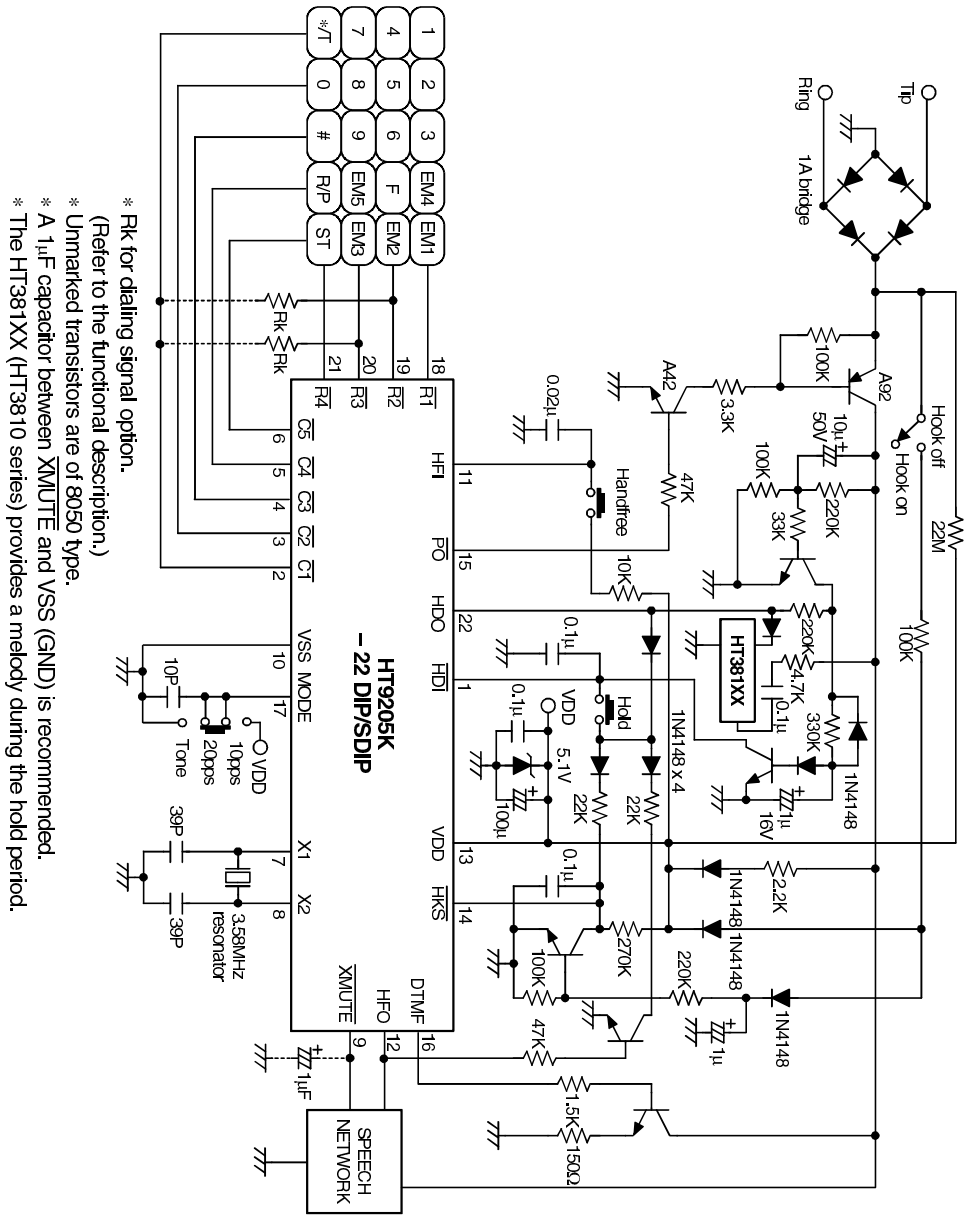 Tip
Ring
1A bridge
Hook off
Hook on
22M
100K
A92
100K
10μ
+
50V
220K
100K
33K
3.3K
A42
47K
220K
4.7K
0.1μ
330K
1N4148
HT381XX
1μ
+
16V
2.2K
1N4148
1N4148
1N4148
270K
220K
100K
1μ
+
0.02μ
Handfree
10K
0.1μ
Hold
1N4148 x 4
22K
22K
VDD
5.1V
0.1μ
100μ
+
0.1μ
47K
1.5K
150Ω
1
2
3
EM4
EM1
4
5
6
F
EM2
7
8
9
EM5
EM3
*/T
0
#
R/P
ST
Rk
Rk
18
19
20
21
R1
R2
R3
R4
11
15
22
1
13
14
HFI
PO
HDO
HDI
VDD
HKS
HT9205K
– 22 DIP/SDIP
DTMF
HFO
XMUTE
16
12
9
C5
C4
C3
C2
C1
VSS
MODE
X1
X2
6
5
4
3
2
10
17
7
8
10P
Tone
20pps
10pps
VDD
39P
39P
3.58MHz
resonator
+
1μF
SPEECH
NETWORK
* Rk for dialing signal option.
(Refer to the functional description.)
* Unmarked transistors are of 8050 type.
* A 1μF capacitor between XMUTE and VSS (GND) is recommended.
* The HT381XX (HT3810 series) provides a melody during the hold period.